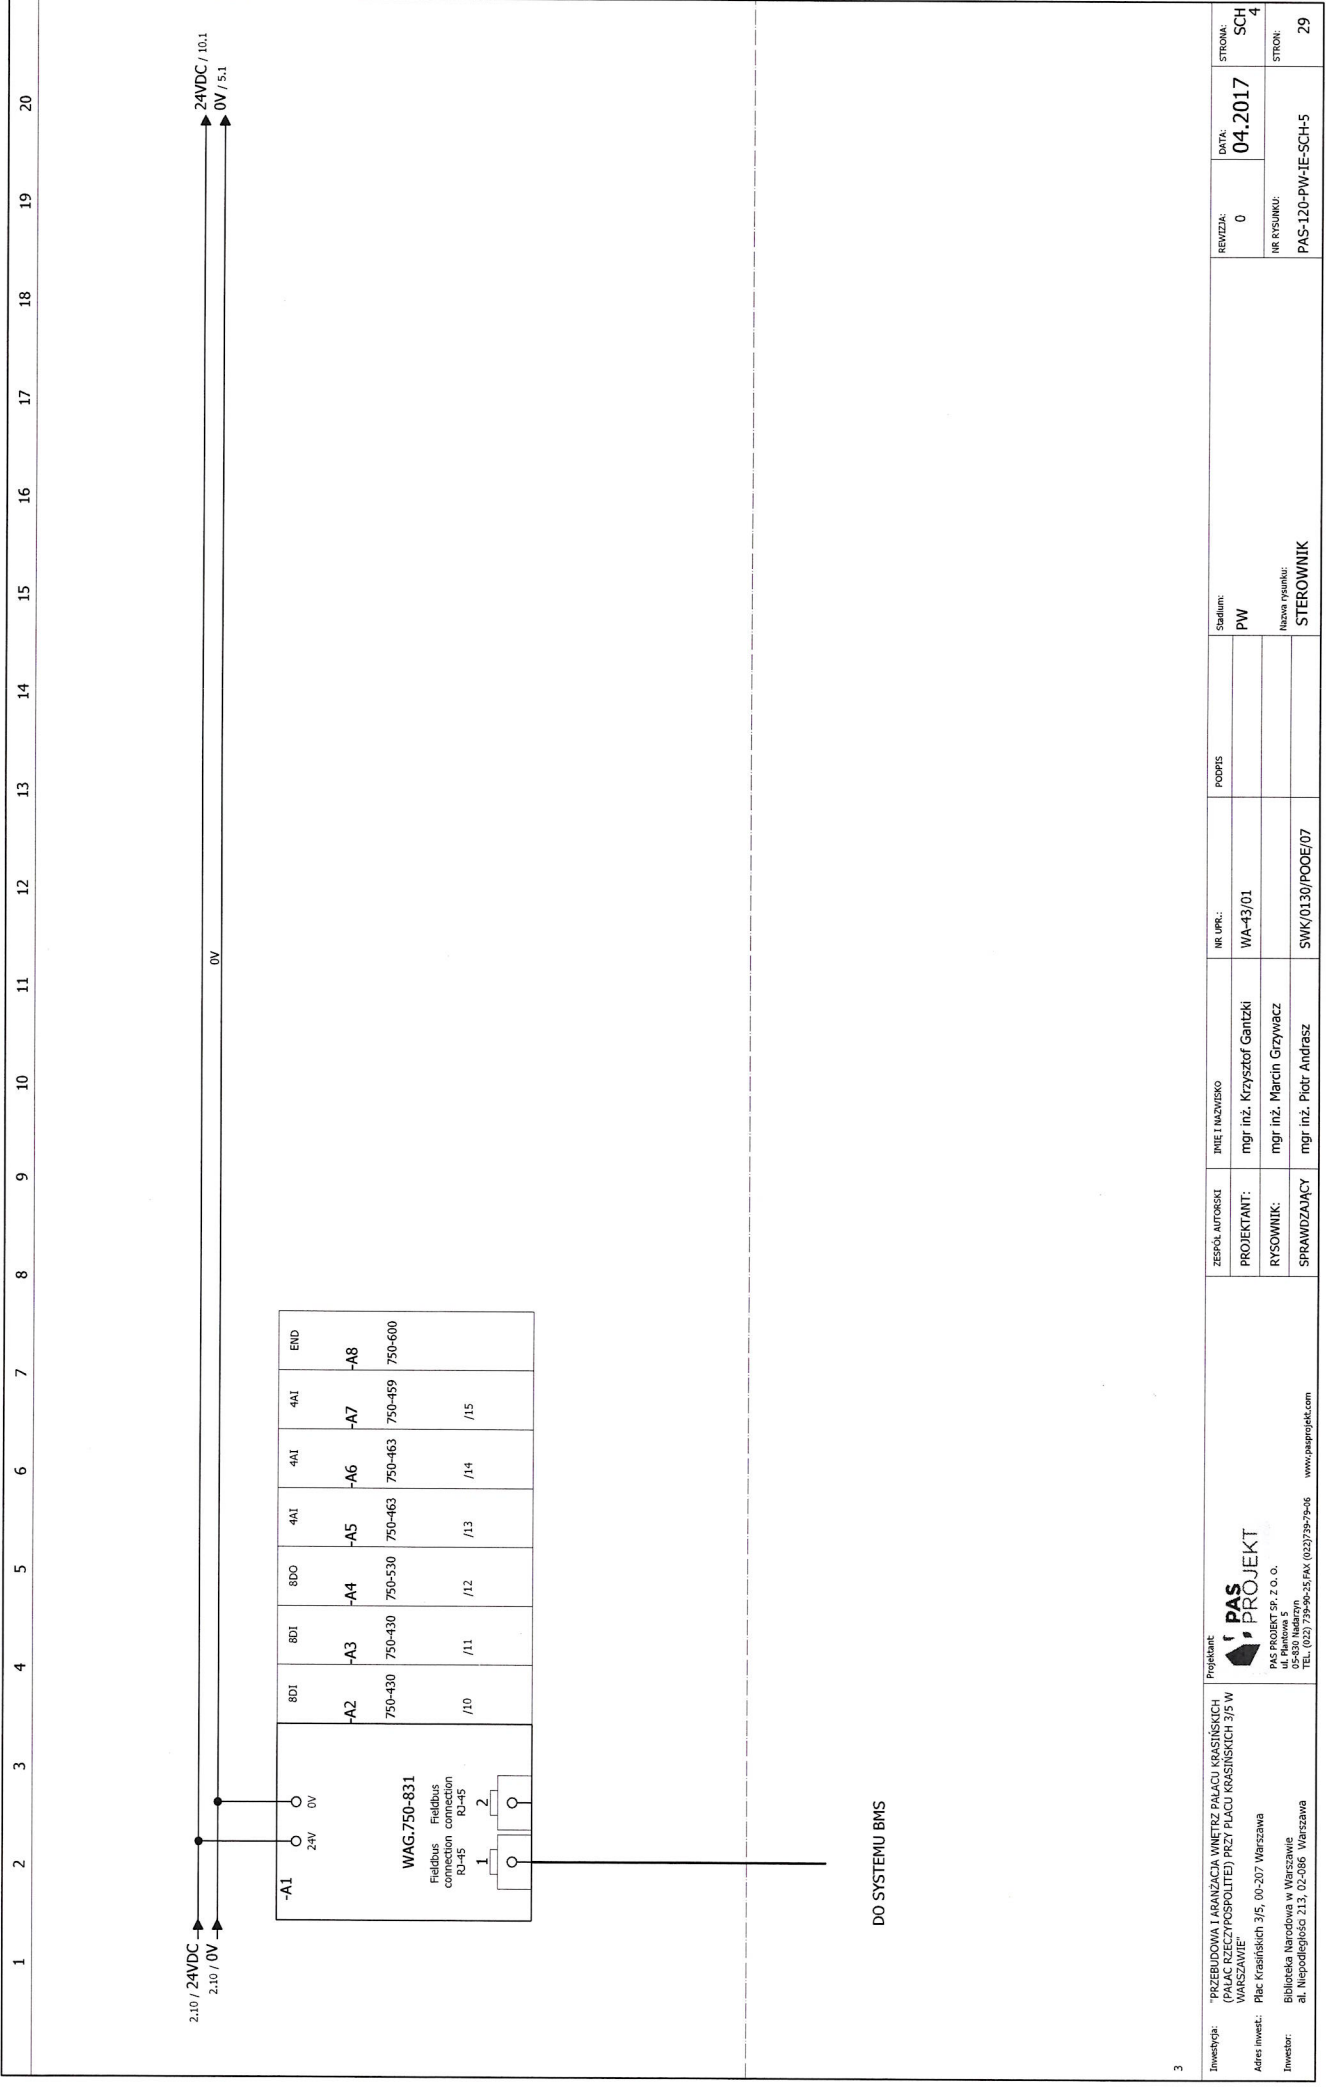 1 2 3 4 5 6 7 8 9 10 11 12 13 14 15 16 17 18 19 20
2.10 / 24VDC
24VDC / 10.1
2.10 / 0V
0V
0V / 5.1
-A1
24V
0V
WAG.750-831
Fieldbus connection RJ-45
1
Fieldbus connection RJ-45
2
8DI
-A2
750-430
/10
8DI
-A3
750-430
/11
8DO
-A4
750-530
/12
4AI
-A5
750-463
/13
4AI
-A6
750-463
/14
4AI
-A7
750-459
/15
END
-A8
750-600
DO SYSTEMU BMS
3
Inwestycja:
"PRZEBUDOWA I ARANŻACJA WNĘTRZ PAŁACU KRASIŃSKICH
(PAŁAC RZECZYPOSPOLITEJ) PRZY PLACU KRASIŃSKICH 3/5 W
WARSZAWIE"
Adres inwest.: Plac Krasińskich 3/5, 00-207 Warszawa
Inwestor:
Biblioteka Narodowa w Warszawie
al. Niepodległości 213, 02-086 Warszawa
Projektant:
PAS
PROJEKT
PAS PROJEKT SP. Z O. O.
ul. Plantowa 5
05-830 Nadarzyn
TEL. (022) 739-90-25,FAX (022)739-79-06 www.pasprojekt.com
ZESPÓŁ AUTORSKI IMIĘ I NAZWISKO NR UPR.: PODPIS
PROJEKTANT: mgr inż. Krzysztof Gantzki WA-43/01
RYSOWNIK: mgr inż. Marcin Grzywacz
SPRAWDZAJĄCY mgr inż. Piotr Andrasz SWK/0130/POOE/07
Stadium:
PW
Nazwa rysunku:
STEROWNIK
REWIZJA:
0
DATA:
04.2017
STRONA:
SCH
4
NR RYSUNKU:
PAS-120-PW-IE-SCH-5
STRON:
29